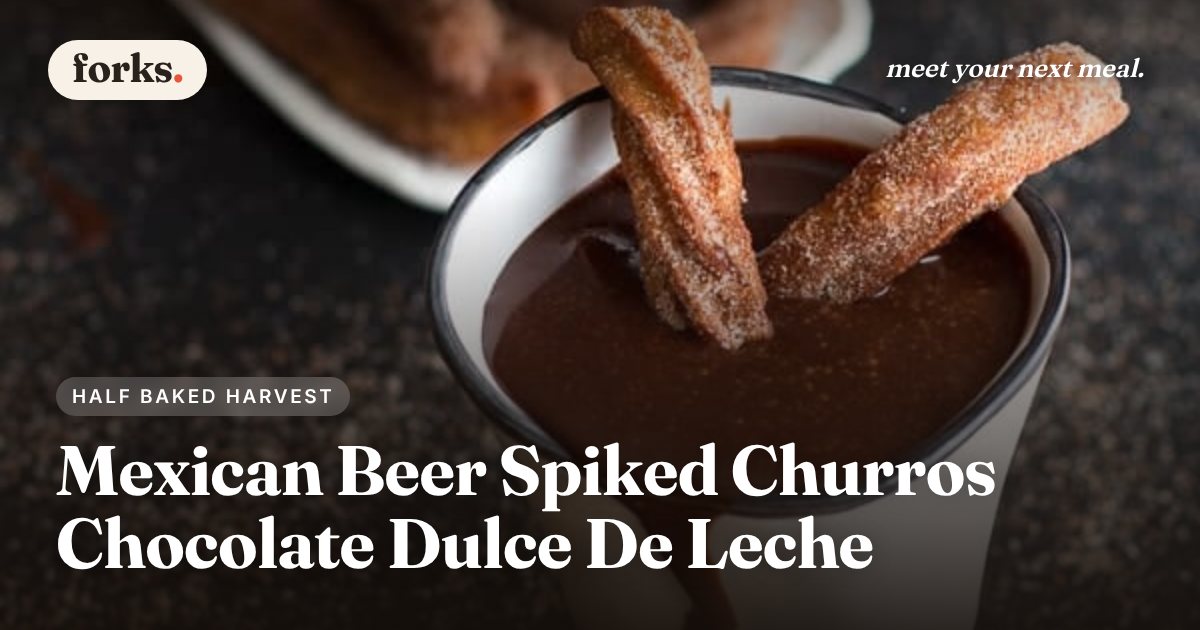 forks.
meet your next meal.
HALF BAKED HARVEST
Mexican Beer Spiked Churros
Chocolate Dulce De Leche